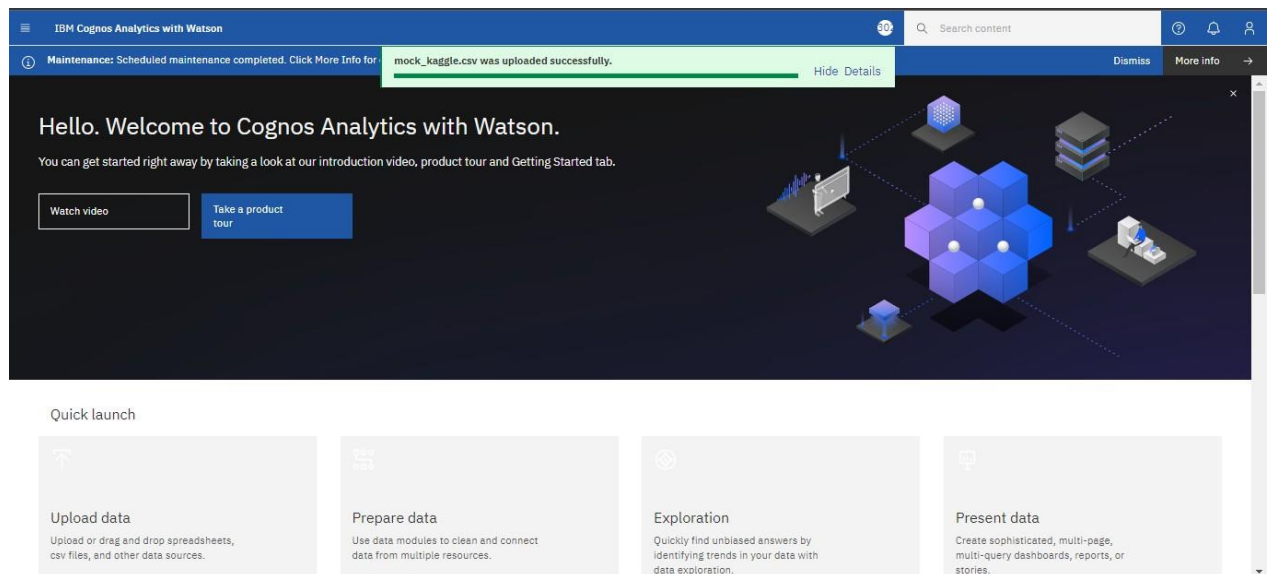 IBM Cognos Analytics with Watson
Search content
Maintenance: Scheduled maintenance completed. Click More Info for
mock_kaggle.csv was uploaded successfully.
Hide Details
Dismiss
More info
Hello. Welcome to Cognos Analytics with Watson.
You can get started right away by taking a look at our introduction video, product tour and Getting Started tab.
Watch video
Take a product
tour
Quick launch
Upload data
Upload or drag and drop spreadsheets,
csv files, and other data sources.
Prepare data
Use data modules to clean and connect
data from multiple resources.
Exploration
Quickly find unbiased answers by
identifying trends in your data with
data exploration.
Present data
Create sophisticated, multi-page,
multi-query dashboards, reports, or
stories.